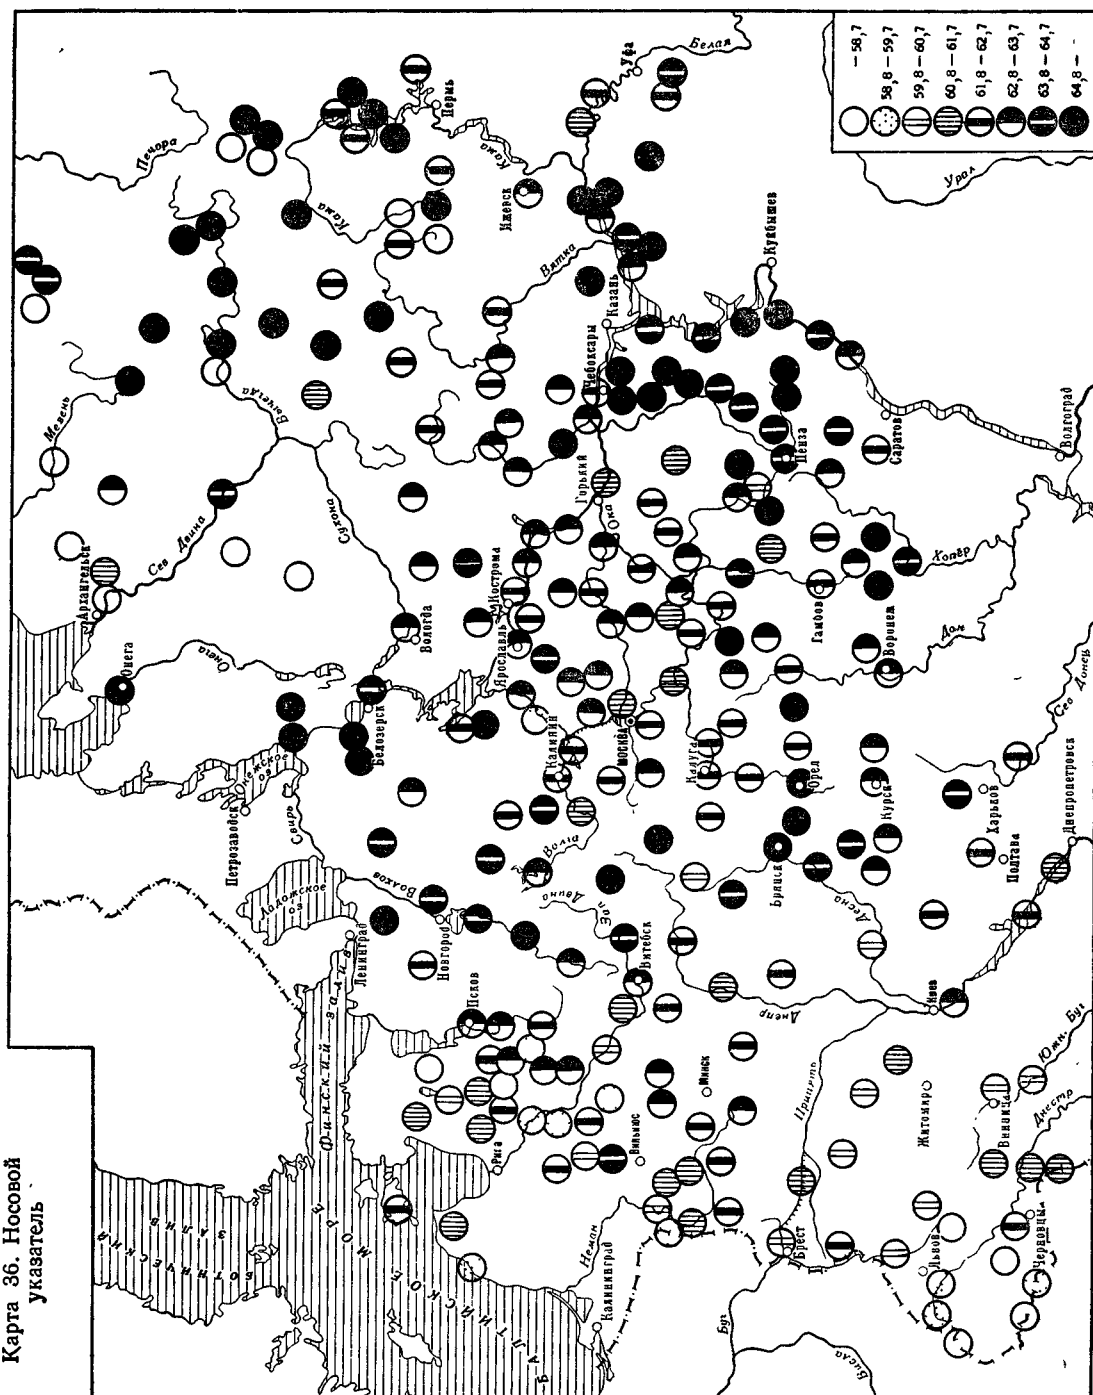 Карта 36. Носовой
указатель
БОТНИЧЕСКИЙ
ЗАЛИВ
БАЛТИЙСКОЕ МОРЕ
Финский залив
Ладожское
оз
Онежское
оз
Петрозаводск
Свирь
Ленинград
Волхов
Новгород
Псков
Рига
Вильнюс
Калининград
Неман
Минск
Витебск
Зап Двина
Волга
Калинин
Москва
Ярославль
Кострома
Вологда
Белозерск
Онега
Онега
Архангельск
Сев Двина
Сухона
Вычегда
Мезень
Печора
Кама
Кама
Пермь
Ижевск
Вятка
Казань
Чебоксары
Горький
Ока
Уфа
Белая
Урал
Куйбышев
Пенза
Саратов
Волгоград
Хопёр
Тамбов
Воронеж
Дон
Сев Донец
Калуга
Орел
Курск
Брянск
Десна
Днепр
Харьков
Полтава
Днепропетровск
Киев
Житомир
Припять
Брест
Буг
Висла
Львов
Черновцы
Винница
Южн. Буг
Днестр
– 58,7
58,8 – 59,7
59,8 – 60,7
60,8 – 61,7
61,8 – 62,7
62,8 – 63,7
63,8 – 64,7
64,8 –